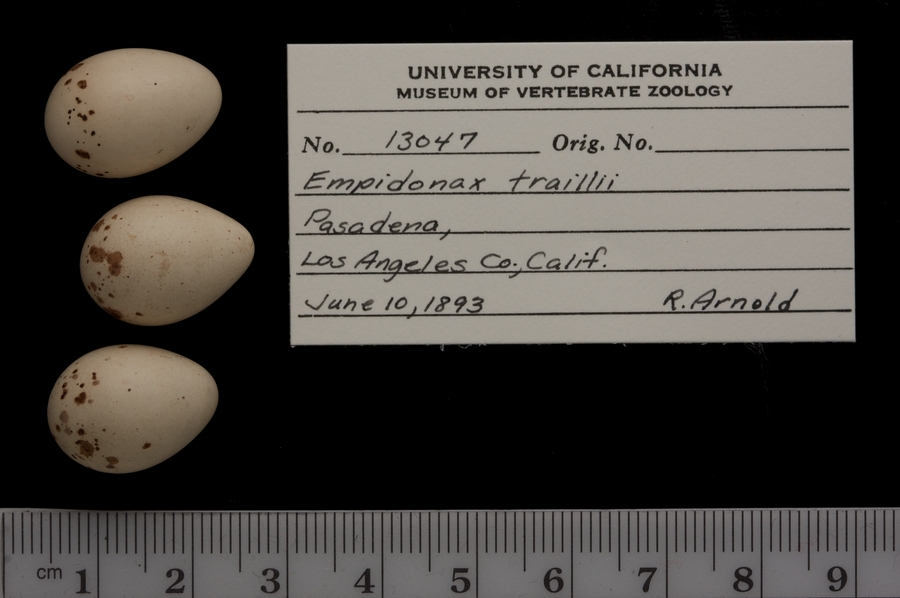 UNIVERSITY OF CALIFORNIA
MUSEUM OF VERTEBRATE ZOOLOGY
No. 13047 Orig. No.
Empidonax traillii
Pasadena,
Los Angeles Co., Calif.
June 10, 1893 R. Arnold
cm 1 2 3 4 5 6 7 8 9